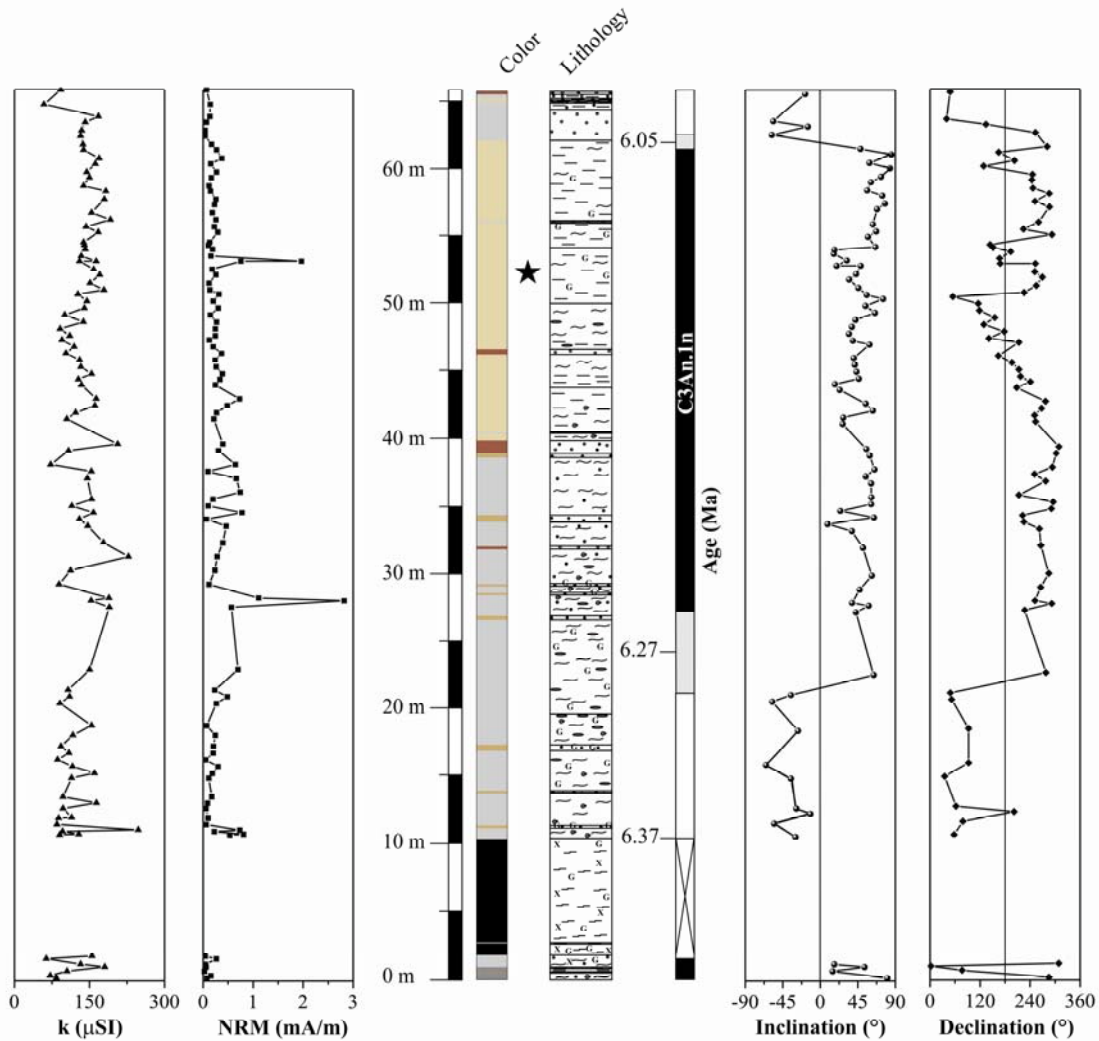 Color
Lithology
60 m
50 m
40 m
30 m
20 m
10 m
0 m
6.05
C3An.1n
Age (Ma)
6.27
6.37
G
G
G
G
G
G
G
G
G
G
G
G
G
X
X
G
X
X
G
X
X
G
0 150 300
k (μSI)
0 1 2 3
NRM (mA/m)
-90 -45 0 45 90
Inclination (°)
0 120 240 360
Declination (°)